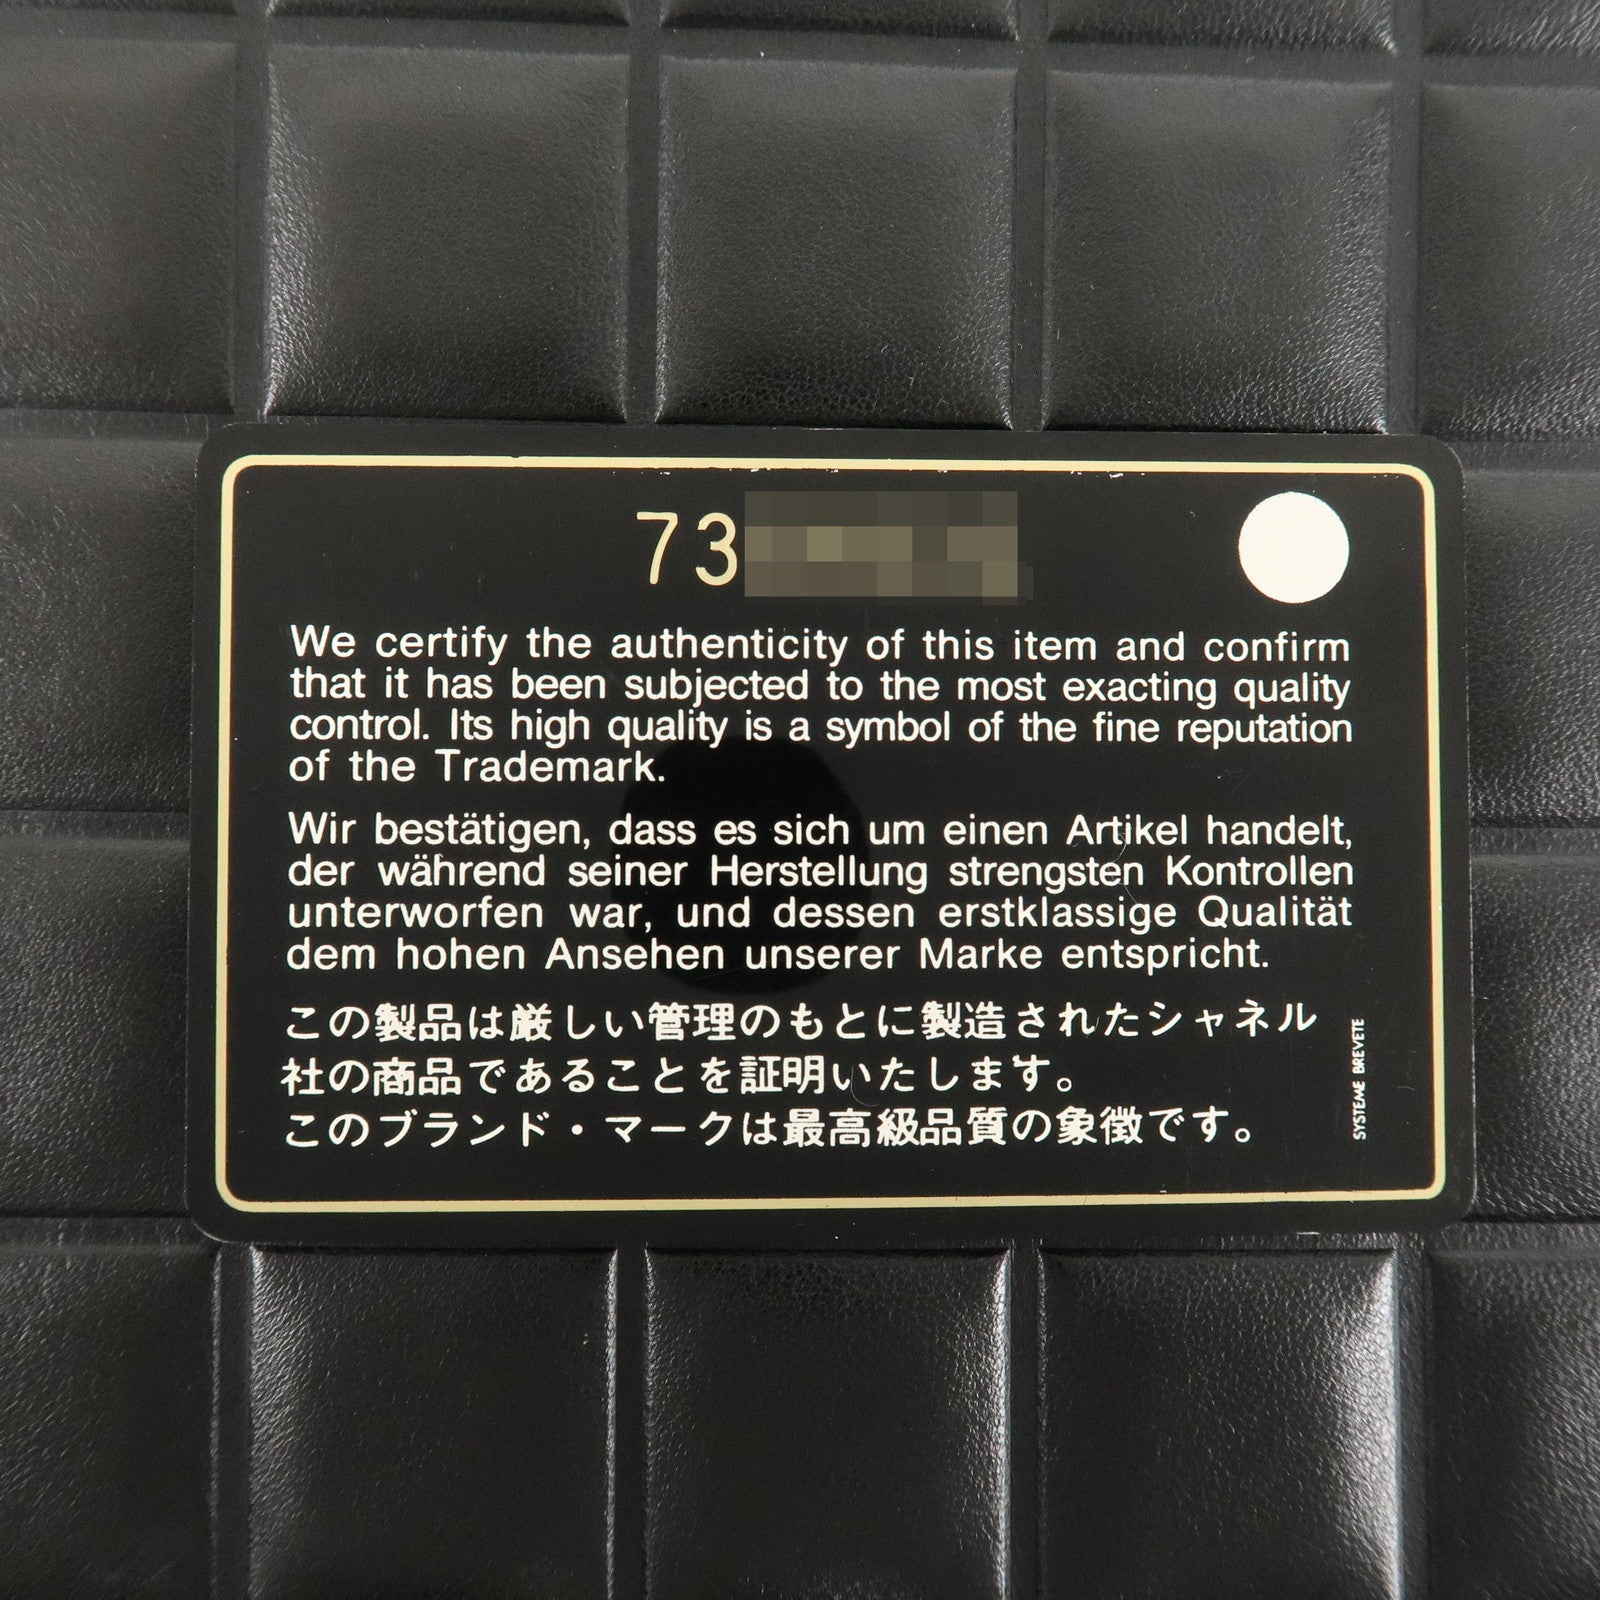 73
We certify the authenticity of this item and confirm
that it has been subjected to the most exacting quality
control. Its high quality is a symbol of the fine reputation
of the Trademark.
Wir bestätigen, dass es sich um einen Artikel handelt,
der während seiner Herstellung strengsten Kontrollen
unterworfen war, und dessen erstklassige Qualität
dem hohen Ansehen unserer Marke entspricht.
この製品は厳しい管理のもとに製造されたシャネル
社の商品であることを証明いたします。
このブランド・マークは最高級品質の象徴です。
SYSTEME BREVETE